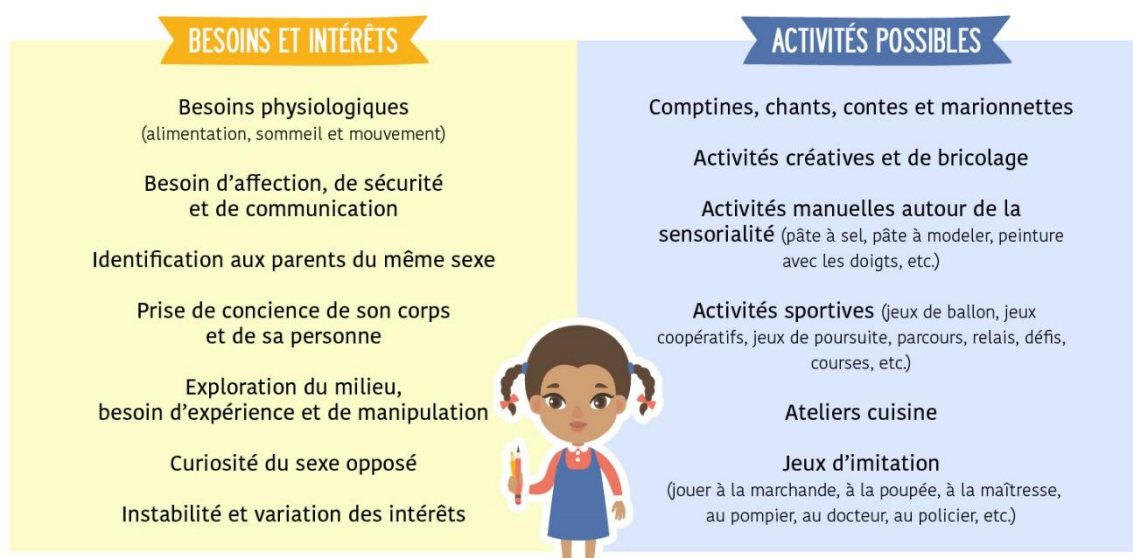 BESOINS ET INTÉRÊTS
Besoins physiologiques
(alimentation, sommeil et mouvement)
Besoin d’affection, de sécurité
et de communication
Identification aux parents du même sexe
Prise de concience de son corps
et de sa personne
Exploration du milieu,
besoin d’expérience et de manipulation
Curiosité du sexe opposé
Instabilité et variation des intérêts
ACTIVITÉS POSSIBLES
Comptines, chants, contes et marionnettes
Activités créatives et de bricolage
Activités manuelles autour de la
sensorialité (pâte à sel, pâte à modeler, peinture
avec les doigts, etc.)
Activités sportives (jeux de ballon, jeux
coopératifs, jeux de poursuite, parcours, relais, défis,
courses, etc.)
Ateliers cuisine
Jeux d’imitation
(jouer à la marchande, à la poupée, à la maîtresse,
au pompier, au docteur, au policier, etc.)